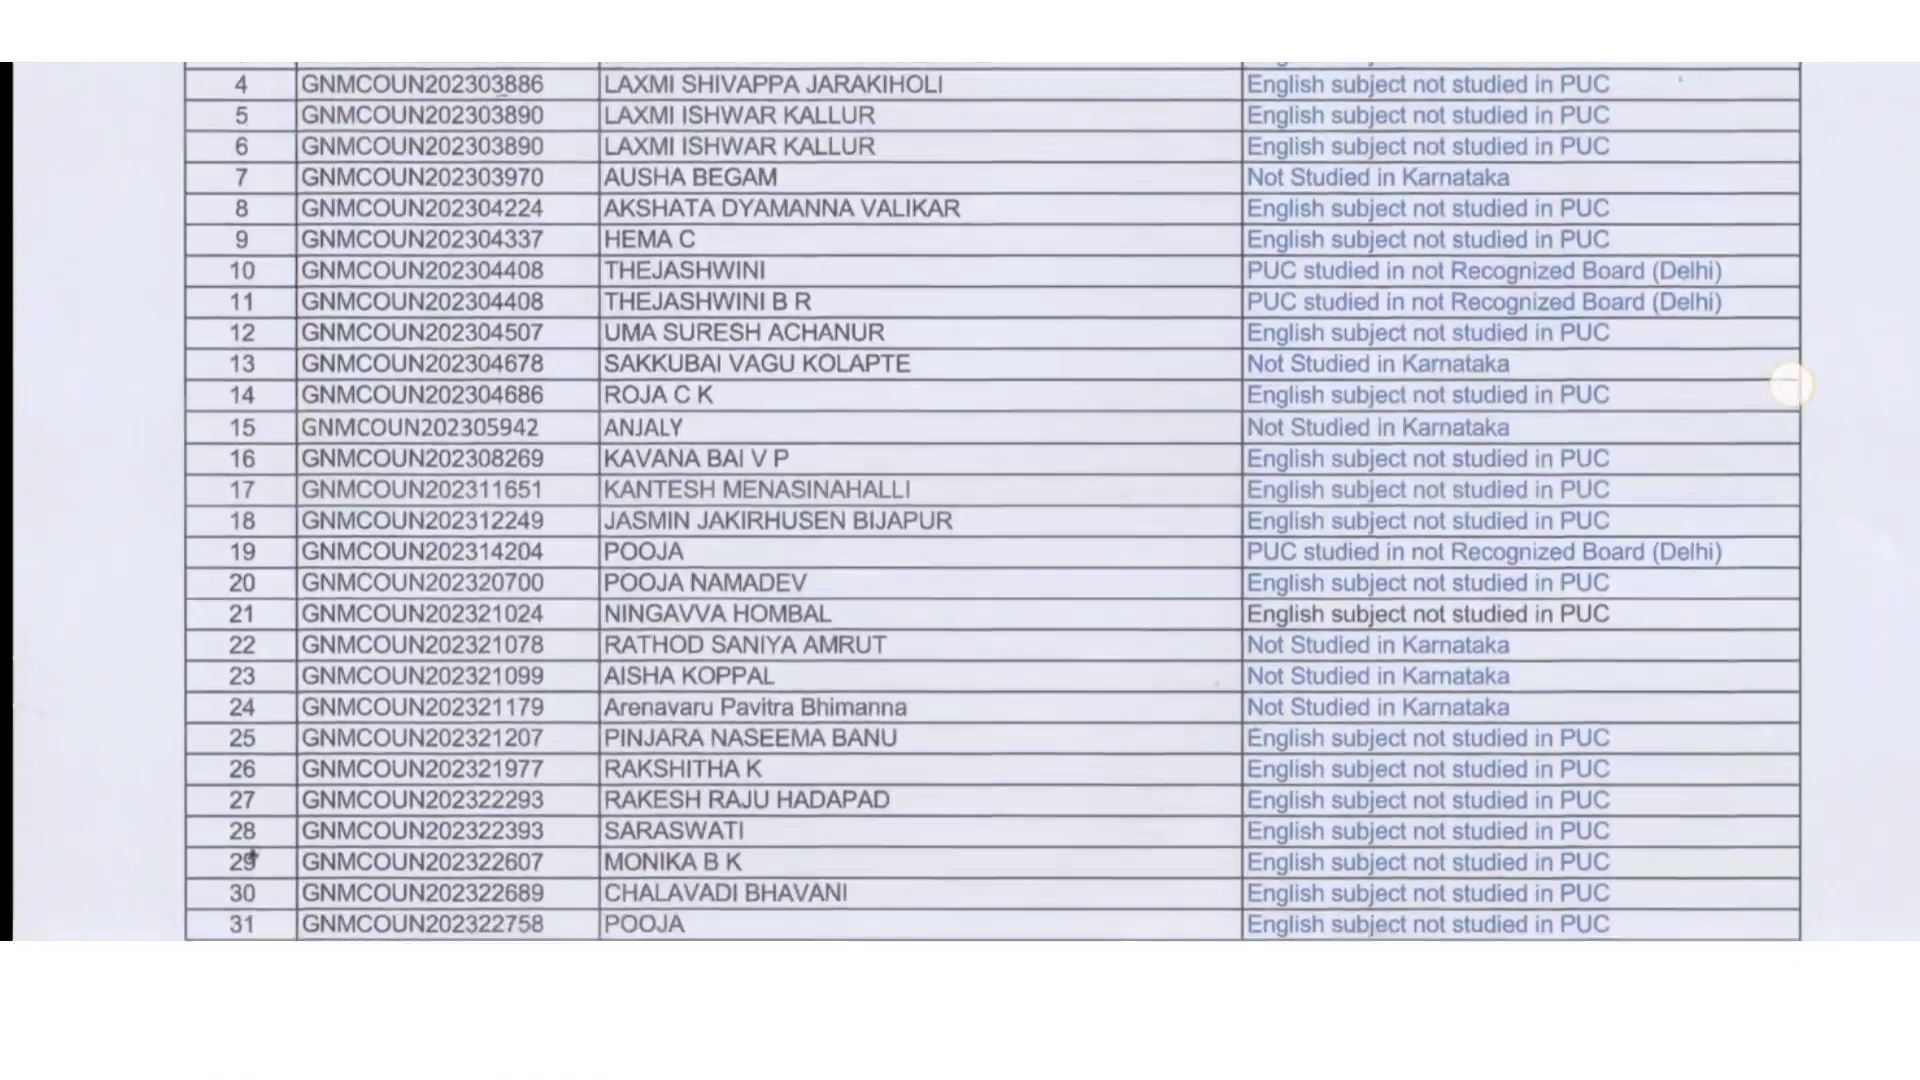 4 GNMCOUN202303886 LAXMI SHIVAPPA JARAKIHOLI English subject not studied in PUC
5 GNMCOUN202303890 LAXMI ISHWAR KALLUR English subject not studied in PUC
6 GNMCOUN202303890 LAXMI ISHWAR KALLUR English subject not studied in PUC
7 GNMCOUN202303970 AUSHA BEGAM Not Studied in Karnataka
8 GNMCOUN202304224 AKSHATA DYAMANNA VALIKAR English subject not studied in PUC
9 GNMCOUN202304337 HEMA C English subject not studied in PUC
10 GNMCOUN202304408 THEJASHWINI PUC studied in not Recognized Board (Delhi)
11 GNMCOUN202304408 THEJASHWINI B R PUC studied in not Recognized Board (Delhi)
12 GNMCOUN202304507 UMA SURESH ACHANUR English subject not studied in PUC
13 GNMCOUN202304678 SAKKUBAI VAGU KOLAPTE Not Studied in Karnataka
14 GNMCOUN202304686 ROJA C K English subject not studied in PUC
15 GNMCOUN202305942 ANJALY Not Studied in Karnataka
16 GNMCOUN202308269 KAVANA BAI V P English subject not studied in PUC
17 GNMCOUN202311651 KANTESH MENASINAHALLI English subject not studied in PUC
18 GNMCOUN202312249 JASMIN JAKIRHUSEN BIJAPUR English subject not studied in PUC
19 GNMCOUN202314204 POOJA PUC studied in not Recognized Board (Delhi)
20 GNMCOUN202320700 POOJA NAMADEV English subject not studied in PUC
21 GNMCOUN202321024 NINGAVVA HOMBAL English subject not studied in PUC
22 GNMCOUN202321078 RATHOD SANIYA AMRUT Not Studied in Karnataka
23 GNMCOUN202321099 AISHA KOPPAL Not Studied in Karnataka
24 GNMCOUN202321179 Arenavaru Pavitra Bhimanna Not Studied in Karnataka
25 GNMCOUN202321207 PINJARA NASEEMA BANU English subject not studied in PUC
26 GNMCOUN202321977 RAKSHITHA K English subject not studied in PUC
27 GNMCOUN202322293 RAKESH RAJU HADAPAD English subject not studied in PUC
28 GNMCOUN202322393 SARASWATI English subject not studied in PUC
29 GNMCOUN202322607 MONIKA B K English subject not studied in PUC
30 GNMCOUN202322689 CHALAVADI BHAVANI English subject not studied in PUC
31 GNMCOUN202322758 POOJA English subject not studied in PUC